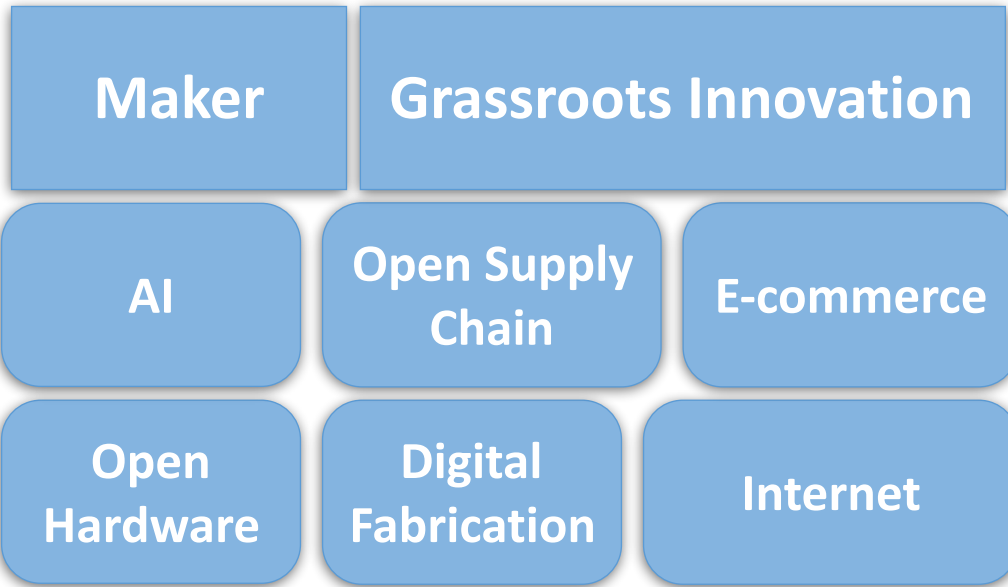 Maker
Grassroots Innovation
AI
Open Supply
Chain
E-commerce
Open
Hardware
Digital
Fabrication
Internet